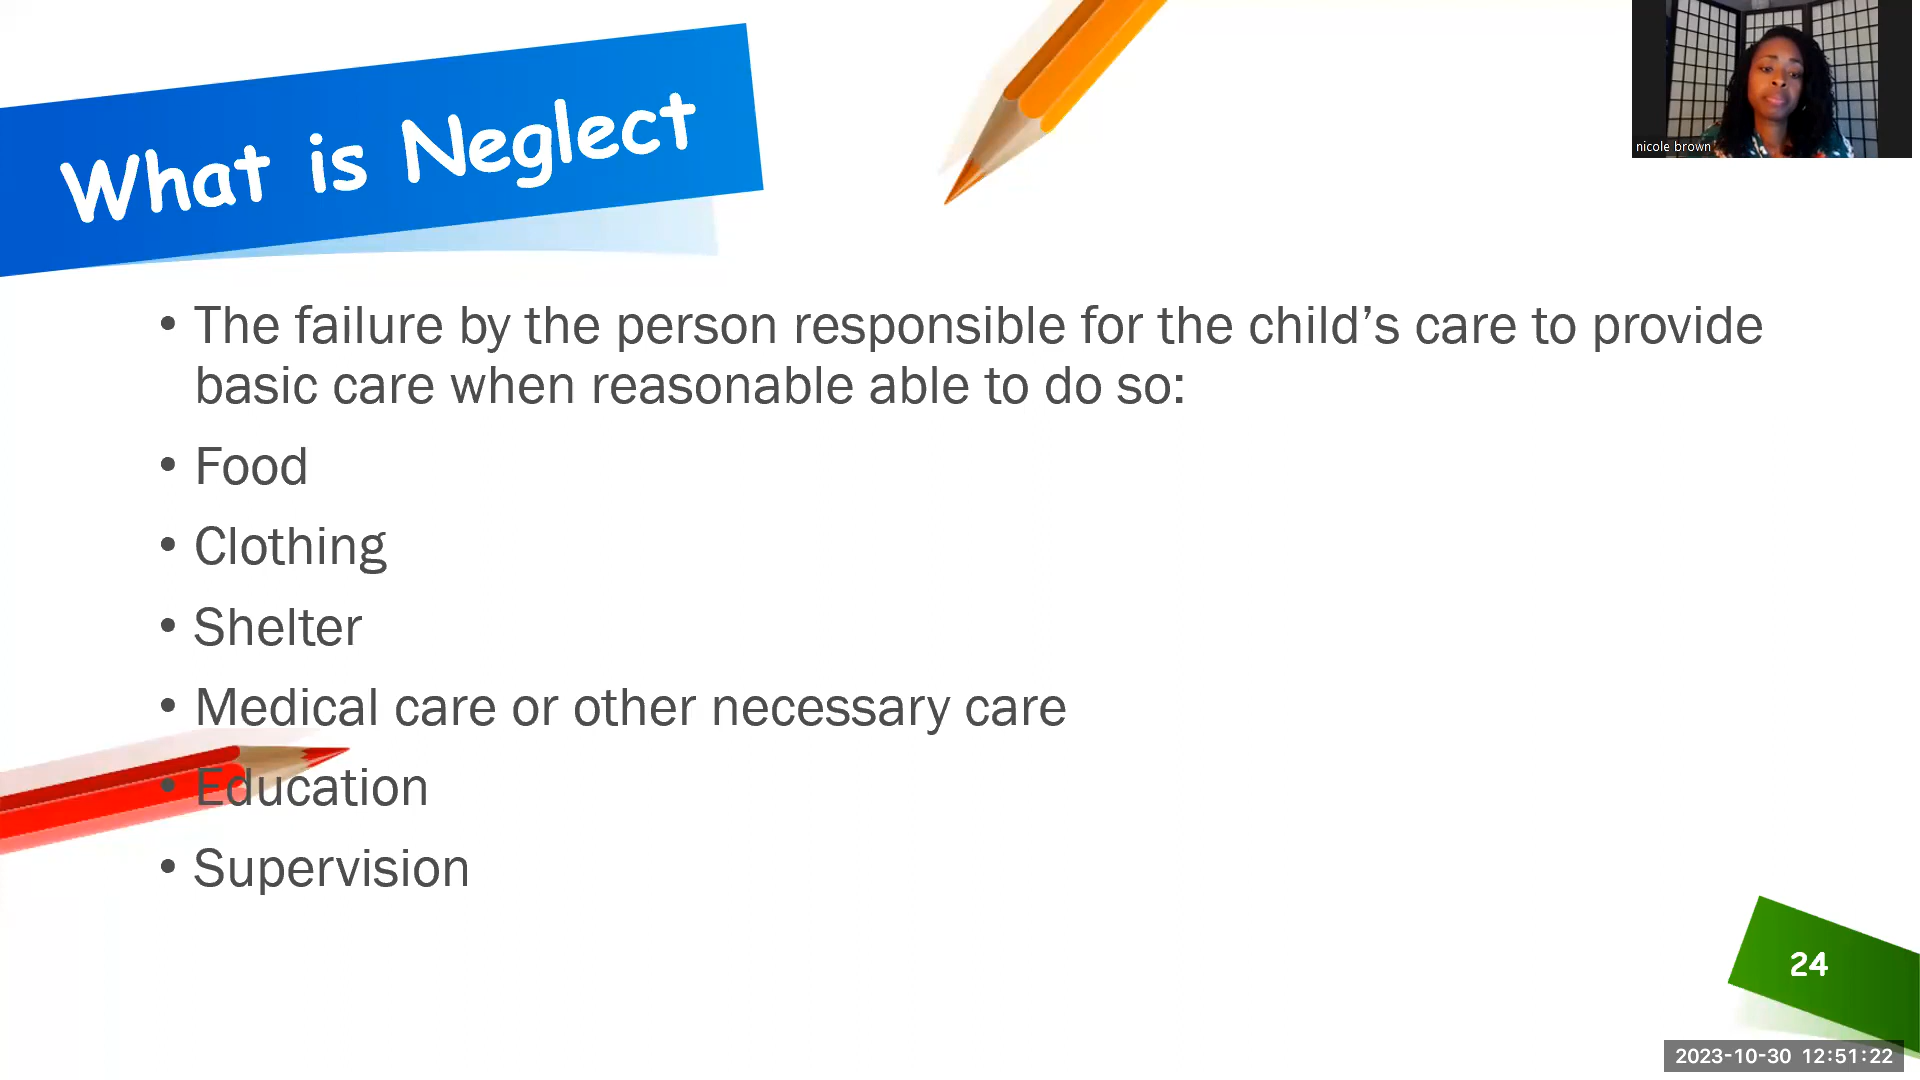 What is Neglect
nicole brown
• The failure by the person responsible for the child’s care to provide
basic care when reasonable able to do so:
• Food
• Clothing
• Shelter
• Medical care or other necessary care
• Education
• Supervision
24
2023-10-30 12:51:22